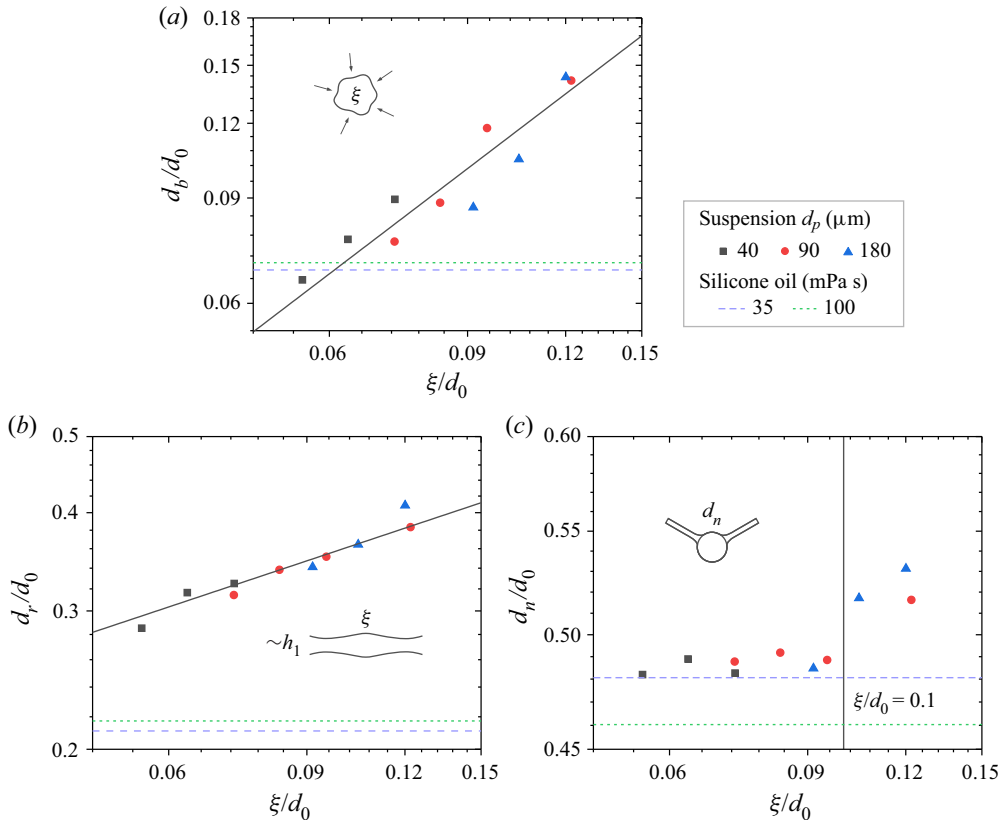 (a)
0.18
0.15
0.12
0.09
0.06
d_b/d_0
ξ
0.06 0.09 0.12 0.15
ξ/d_0
Suspension d_p (μm)
40 90 180
Silicone oil (mPa s)
35 100
(b)
0.5
0.4
0.3
0.2
d_r/d_0
ξ
~h_1
0.06 0.09 0.12 0.15
ξ/d_0
(c)
0.60
0.55
0.50
0.45
d_n/d_0
d_n
ξ/d_0 = 0.1
0.06 0.09 0.12 0.15
ξ/d_0